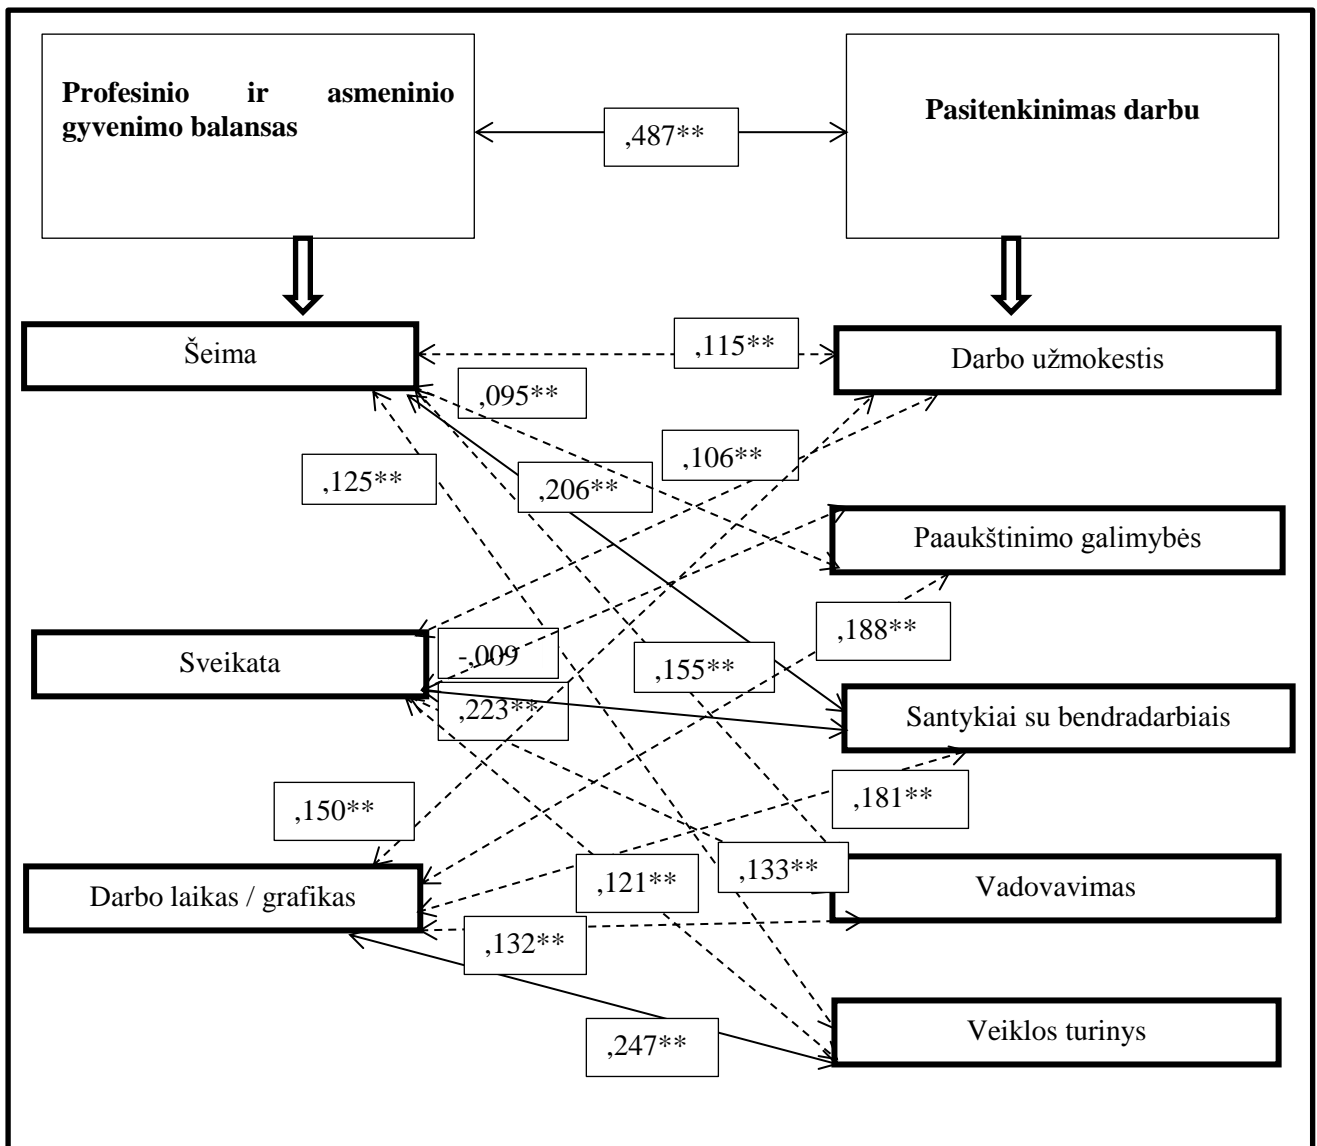 Profesinio ir asmeninio
gyvenimo balansas
,487**
Pasitenkinimas darbu
Šeima
,115**
Darbo užmokestis
,095**
,106**
,125**
,206**
Paaukštinimo galimybės
,188**
Sveikata
-,009
,155**
,223**
Santykiai su bendradarbiais
,150**
,181**
Darbo laikas / grafikas
,121**
,133**
Vadovavimas
,132**
,247**
Veiklos turinys